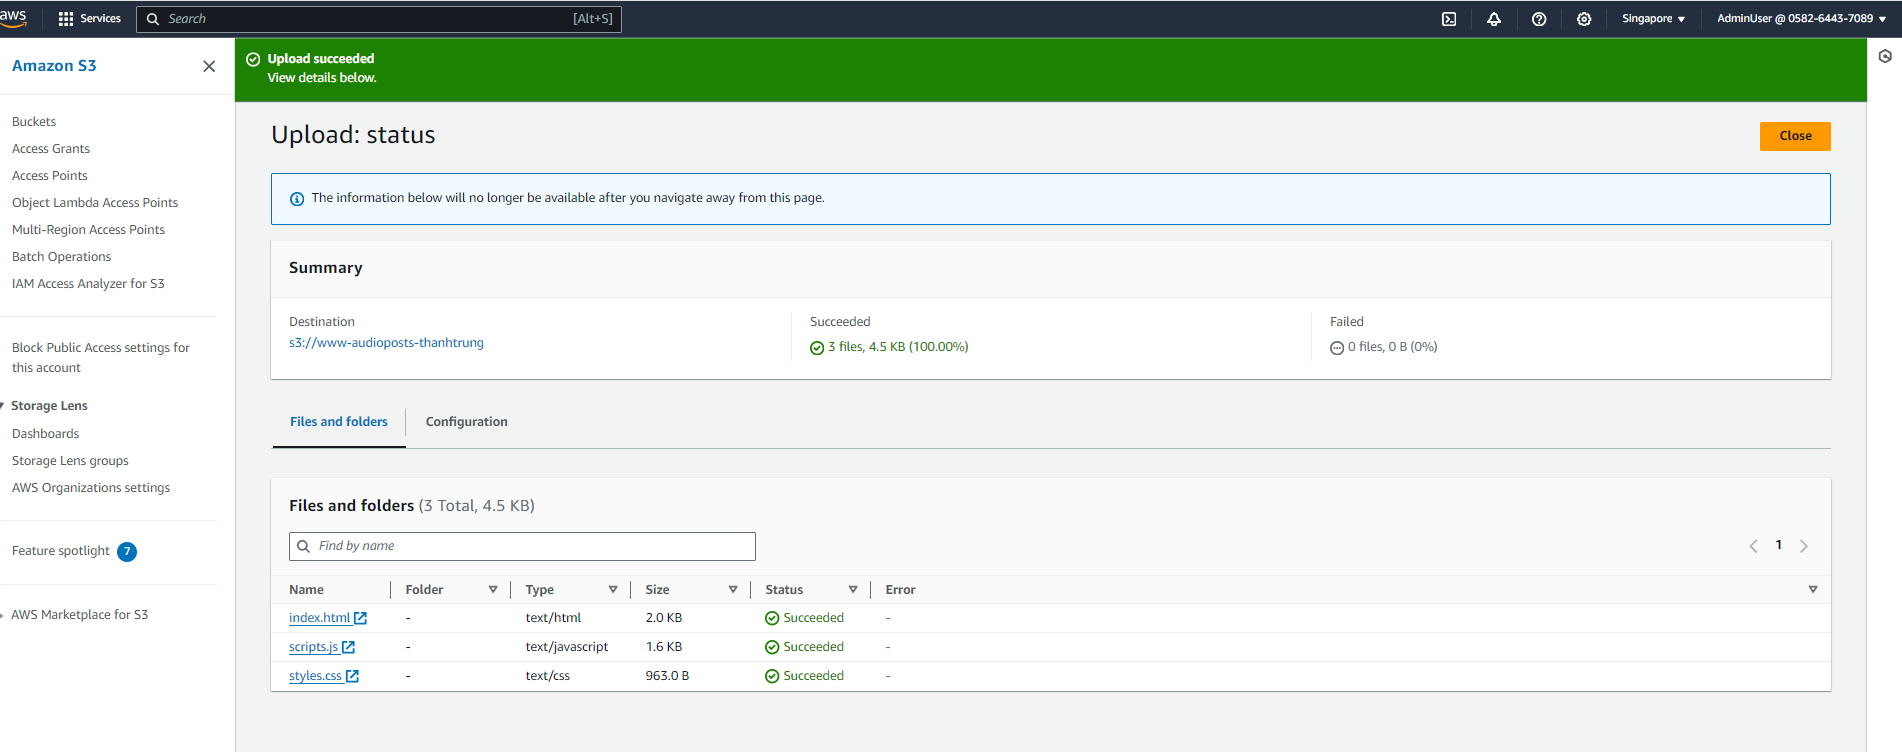 aws
Services
Search
[Alt+S]
Singapore
AdminUser @ 0582-6443-7089
Amazon S3
Buckets
Access Grants
Access Points
Object Lambda Access Points
Multi-Region Access Points
Batch Operations
IAM Access Analyzer for S3
Block Public Access settings for
this account
Storage Lens
Dashboards
Storage Lens groups
AWS Organizations settings
Feature spotlight 7
AWS Marketplace for S3
Upload succeeded
View details below.
Upload: status
Close
The information below will no longer be available after you navigate away from this page.
Summary
Destination
s3://www-audioposts-thanhtrung
Succeeded
3 files, 4.5 KB (100.00%)
Failed
0 files, 0 B (0%)
Files and folders
Configuration
Files and folders (3 Total, 4.5 KB)
Find by name
1
Name Folder Type Size Status Error
index.html - text/html 2.0 KB Succeeded -
scripts.js - text/javascript 1.6 KB Succeeded -
styles.css - text/css 963.0 B Succeeded -